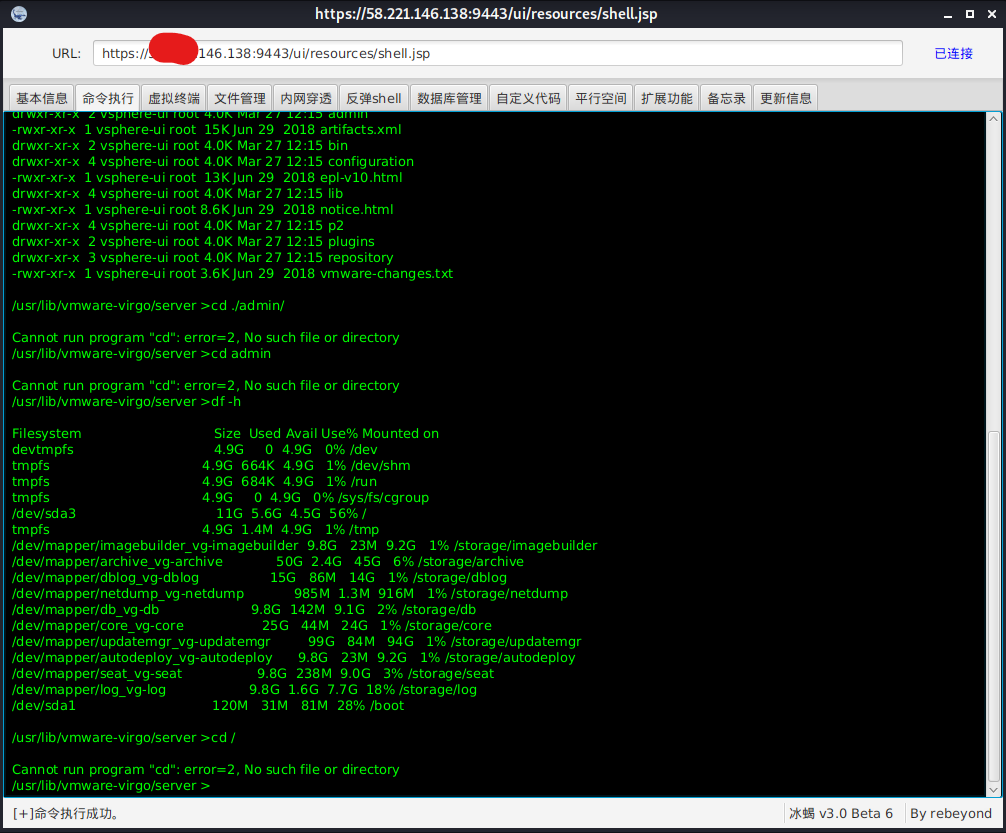 https://58.221.146.138:9443/ui/resources/shell.jsp
URL: https:// 146.138:9443/ui/resources/shell.jsp 已连接
基本信息 命令执行 虚拟终端 文件管理 内网穿透 反弹shell 数据库管理 自定义代码 平行空间 扩展功能 备忘录 更新信息
drwxr-xr-x 2 vsphere-ui root 4.0K Mar 27 12:15 admin
-rwxr-xr-x 1 vsphere-ui root 15K Jun 29 2018 artifacts.xml
drwxr-xr-x 2 vsphere-ui root 4.0K Mar 27 12:15 bin
drwxr-xr-x 4 vsphere-ui root 4.0K Mar 27 12:15 configuration
-rwxr-xr-x 1 vsphere-ui root 13K Jun 29 2018 epl-v10.html
drwxr-xr-x 4 vsphere-ui root 4.0K Mar 27 12:15 lib
-rwxr-xr-x 1 vsphere-ui root 8.6K Jun 29 2018 notice.html
drwxr-xr-x 4 vsphere-ui root 4.0K Mar 27 12:15 p2
drwxr-xr-x 2 vsphere-ui root 4.0K Mar 27 12:15 plugins
drwxr-xr-x 3 vsphere-ui root 4.0K Mar 27 12:15 repository
-rwxr-xr-x 1 vsphere-ui root 3.6K Jun 29 2018 vmware-changes.txt
/usr/lib/vmware-virgo/server >cd ./admin/
Cannot run program "cd": error=2, No such file or directory
/usr/lib/vmware-virgo/server >cd admin
Cannot run program "cd": error=2, No such file or directory
/usr/lib/vmware-virgo/server >df -h
Filesystem Size Used Avail Use% Mounted on
devtmpfs 4.9G 0 4.9G 0% /dev
tmpfs 4.9G 664K 4.9G 1% /dev/shm
tmpfs 4.9G 684K 4.9G 1% /run
tmpfs 4.9G 0 4.9G 0% /sys/fs/cgroup
/dev/sda3 11G 5.6G 4.5G 56% /
tmpfs 4.9G 1.4M 4.9G 1% /tmp
/dev/mapper/imagebuilder_vg-imagebuilder 9.8G 23M 9.2G 1% /storage/imagebuilder
/dev/mapper/archive_vg-archive 50G 2.4G 45G 6% /storage/archive
/dev/mapper/dblog_vg-dblog 15G 86M 14G 1% /storage/dblog
/dev/mapper/netdump_vg-netdump 985M 1.3M 916M 1% /storage/netdump
/dev/mapper/db_vg-db 9.8G 142M 9.1G 2% /storage/db
/dev/mapper/core_vg-core 25G 44M 24G 1% /storage/core
/dev/mapper/updatemgr_vg-updatemgr 99G 84M 94G 1% /storage/updatemgr
/dev/mapper/autodeploy_vg-autodeploy 9.8G 23M 9.2G 1% /storage/autodeploy
/dev/mapper/seat_vg-seat 9.8G 238M 9.0G 3% /storage/seat
/dev/mapper/log_vg-log 9.8G 1.6G 7.7G 18% /storage/log
/dev/sda1 120M 31M 81M 28% /boot
/usr/lib/vmware-virgo/server >cd /
Cannot run program "cd": error=2, No such file or directory
/usr/lib/vmware-virgo/server >
[+]命令执行成功。 冰蝎 v3.0 Beta 6 By rebeyond